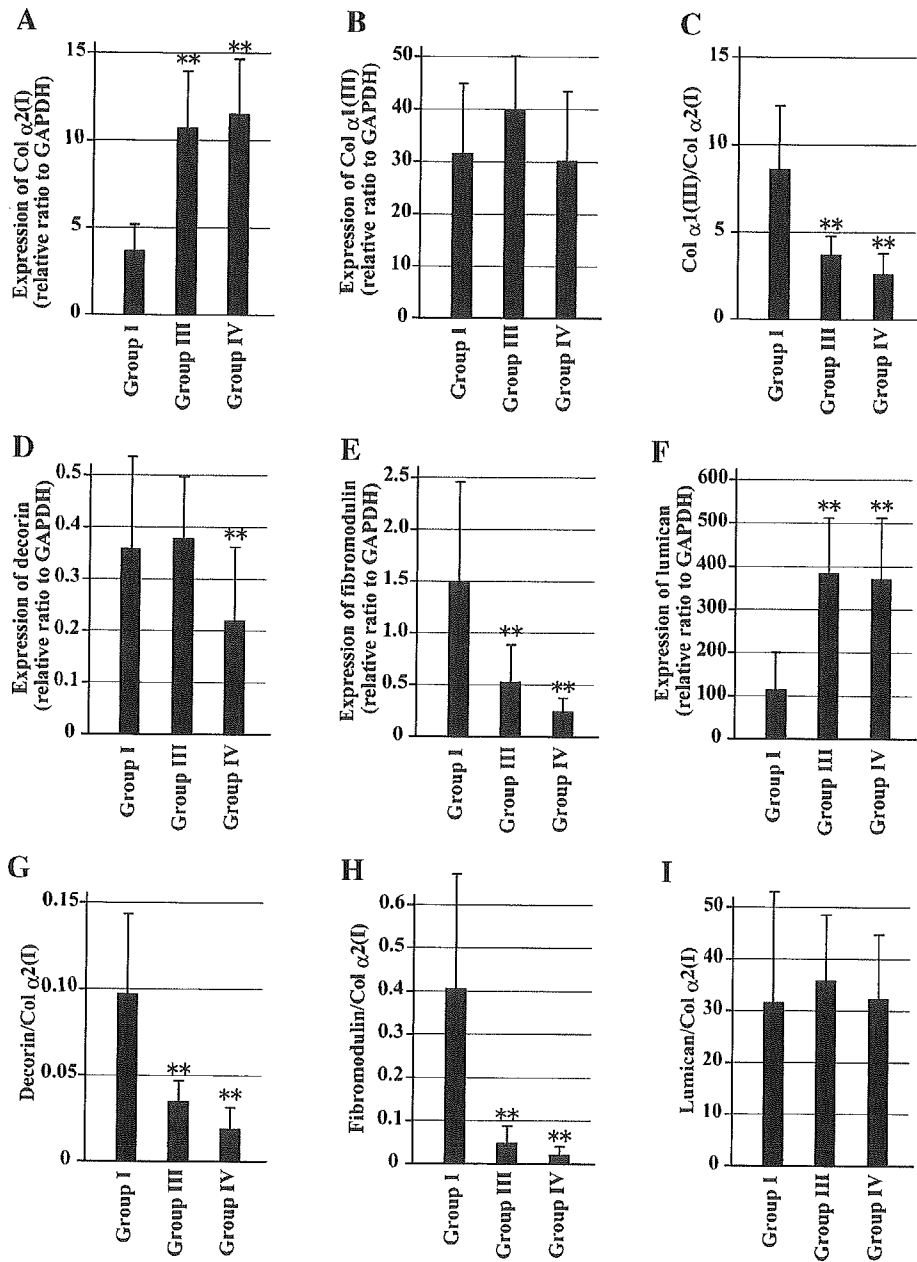 A
Expression of Col α2(I)
(relative ratio to GAPDH)
15
10
5
0
**
**
Group I
Group III
Group IV
B
Expression of Col α1(III)
(relative ratio to GAPDH)
50
40
30
20
10
0
Group I
Group III
Group IV
C
Col α1(III)/Col α2(I)
15
10
5
0
**
**
Group I
Group III
Group IV
D
Expression of decorin
(relative ratio to GAPDH)
0.5
0.4
0.3
0.2
0.1
0
**
Group I
Group III
Group IV
E
Expression of fibromodulin
(relative ratio to GAPDH)
2.5
2.0
1.5
1.0
0.5
0
**
**
Group I
Group III
Group IV
F
Expression of lumican
(relative ratio to GAPDH)
600
500
400
300
200
100
**
**
Group I
Group III
Group IV
G
Decorin/Col α2(I)
0.15
0.10
0.05
0
**
**
Group I
Group III
Group IV
H
Fibromodulin/Col α2(I)
0.6
0.5
0.4
0.3
0.2
0.1
0
**
**
Group I
Group III
Group IV
I
Lumican/Col α2(I)
50
40
30
20
10
0
Group I
Group III
Group IV